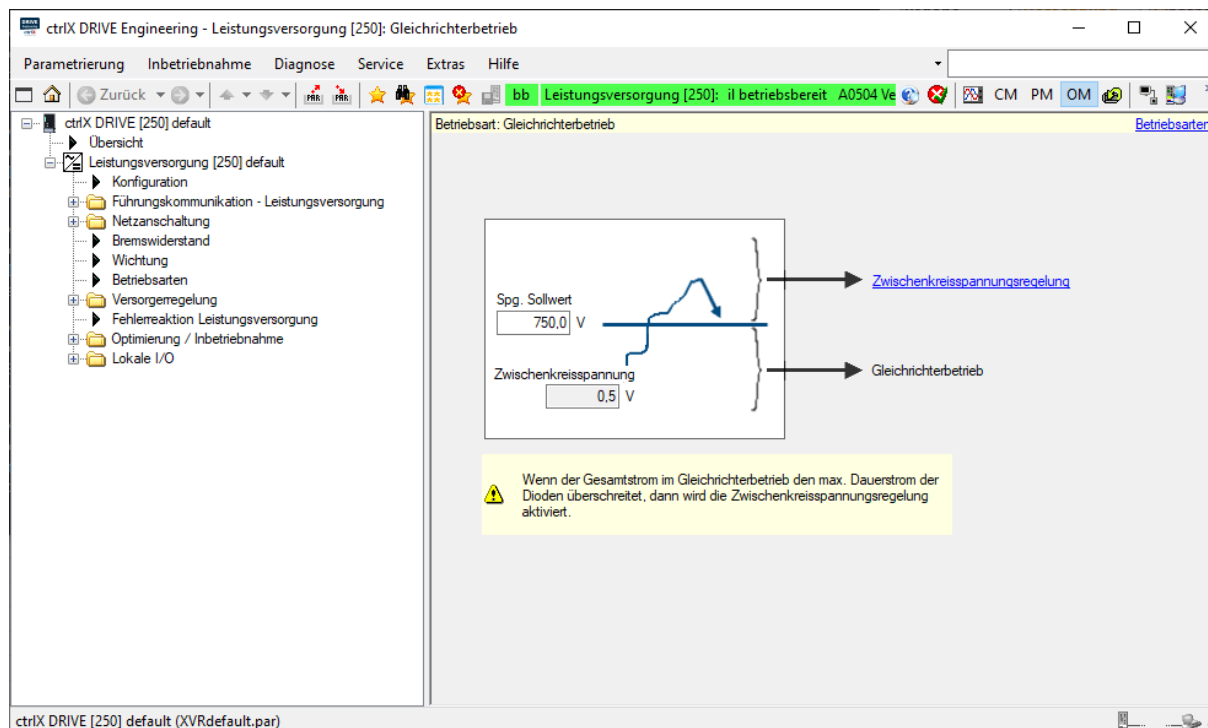 ctrlX DRIVE Engineering - Leistungsversorgung [250]: Gleichrichterbetrieb
Parametrierung Inbetriebnahme Diagnose Service Extras Hilfe
Zurück PAR PAR bb Leistungsversorgung [250]: il betriebsbereit A0504 Ve CM PM OM
ctrlX DRIVE [250] default
Übersicht
Leistungsversorgung [250] default
Konfiguration
Führungskommunikation - Leistungsversorgung
Netzanschaltung
Bremswiderstand
Wichtung
Betriebsarten
Versorgerregelung
Fehlerreaktion Leistungsversorgung
Optimierung / Inbetriebnahme
Lokale I/O
Betriebsart: Gleichrichterbetrieb Betriebsarten
Zwischenkreisspannungsregelung
Spg. Sollwert
750,0 V
Zwischenkreisspannung
0,5 V
Gleichrichterbetrieb
Wenn der Gesamtstrom im Gleichrichterbetrieb den max. Dauerstrom der
Dioden überschreitet, dann wird die Zwischenkreisspannungsregelung
aktiviert.
ctrlX DRIVE [250] default (XVRdefault.par)